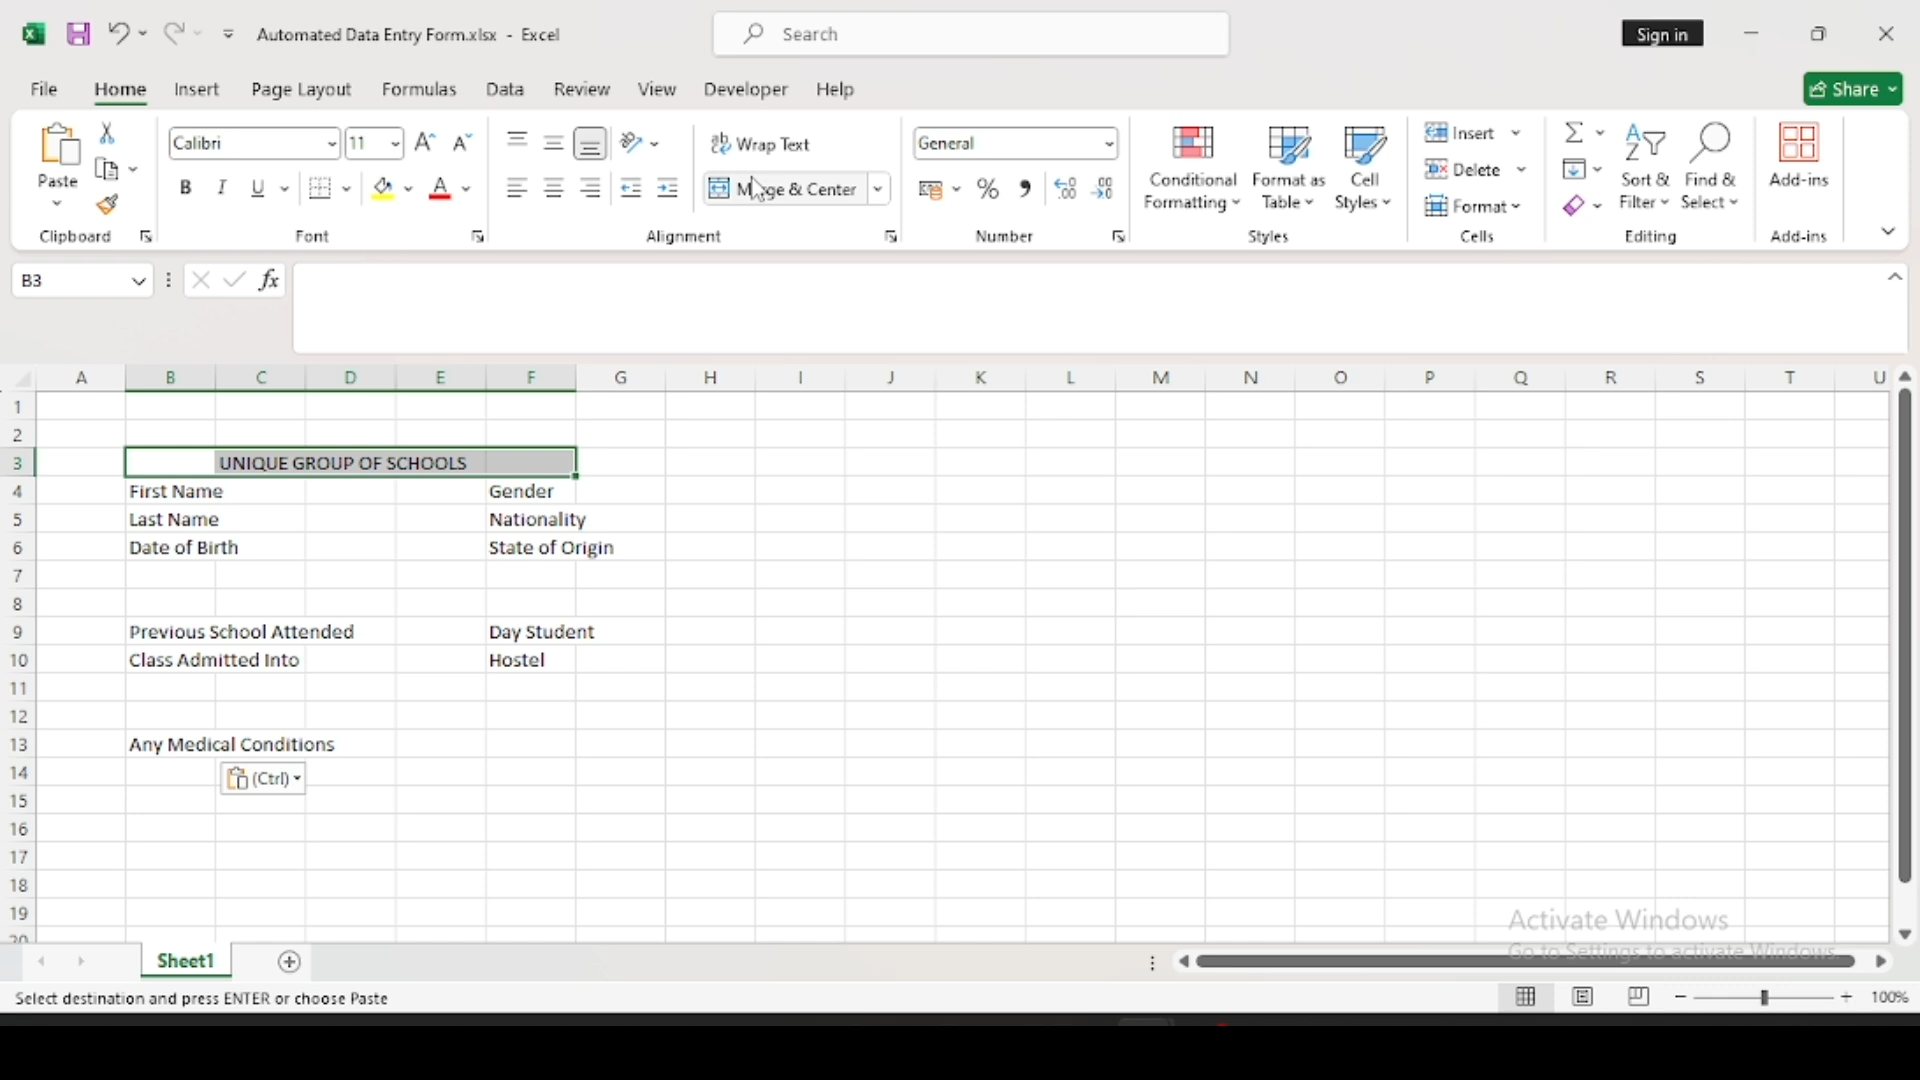 Automated Data Entry Form.xlsx - Excel
Search
Sign in
File Home Insert Page Layout Formulas Data Review View Developer Help
Share
Paste
Clipboard
Calibri 11
B I U A
Font
Wrap Text
Merge & Center
Alignment
General
Number
Conditional Formatting
Format as Table
Cell Styles
Styles
Insert
Delete
Format
Cells
Sort & Filter
Find & Select
Editing
Add-ins
Add-ins
B3
fx
A B C D E F G H I J K L M N O P Q R S T U
1
2
3 UNIQUE GROUP OF SCHOOLS
4 First Name Gender
5 Last Name Nationality
6 Date of Birth State of Origin
7
8
9 Previous School Attended Day Student
10 Class Admitted Into Hostel
11
12
13 Any Medical Conditions
14 (Ctrl)
15
16
17
18
19
20
Activate Windows
Go to Settings to activate Windows.
Sheet1
Select destination and press ENTER or choose Paste
100%